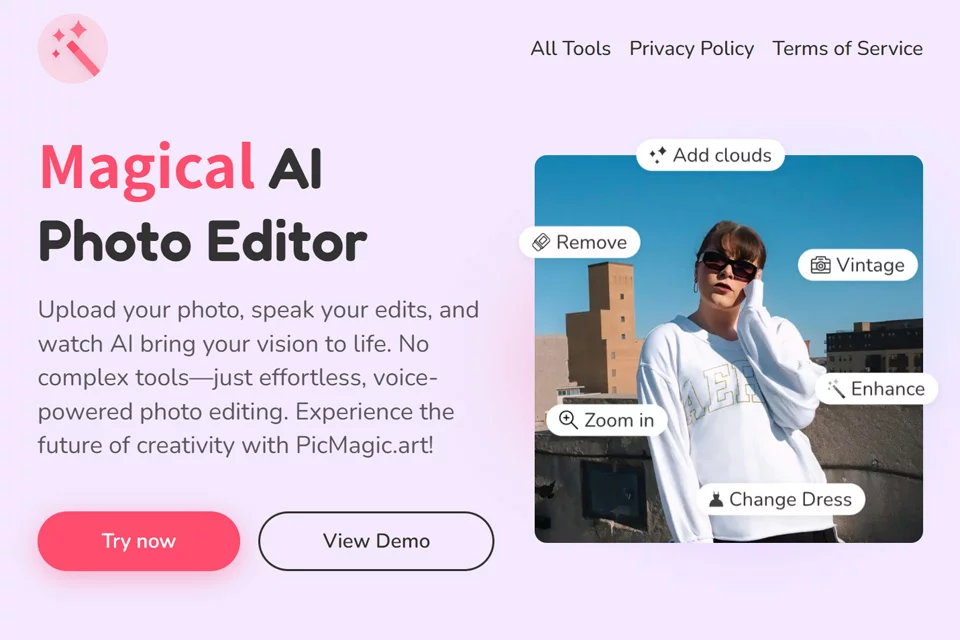 All Tools Privacy Policy Terms of Service
Magical AI
Photo Editor
Upload your photo, speak your edits, and
watch AI bring your vision to life. No
complex tools—just effortless, voice-
powered photo editing. Experience the
future of creativity with PicMagic.art!
Try now
View Demo
Add clouds
Remove
Vintage
Enhance
Zoom in
Change Dress